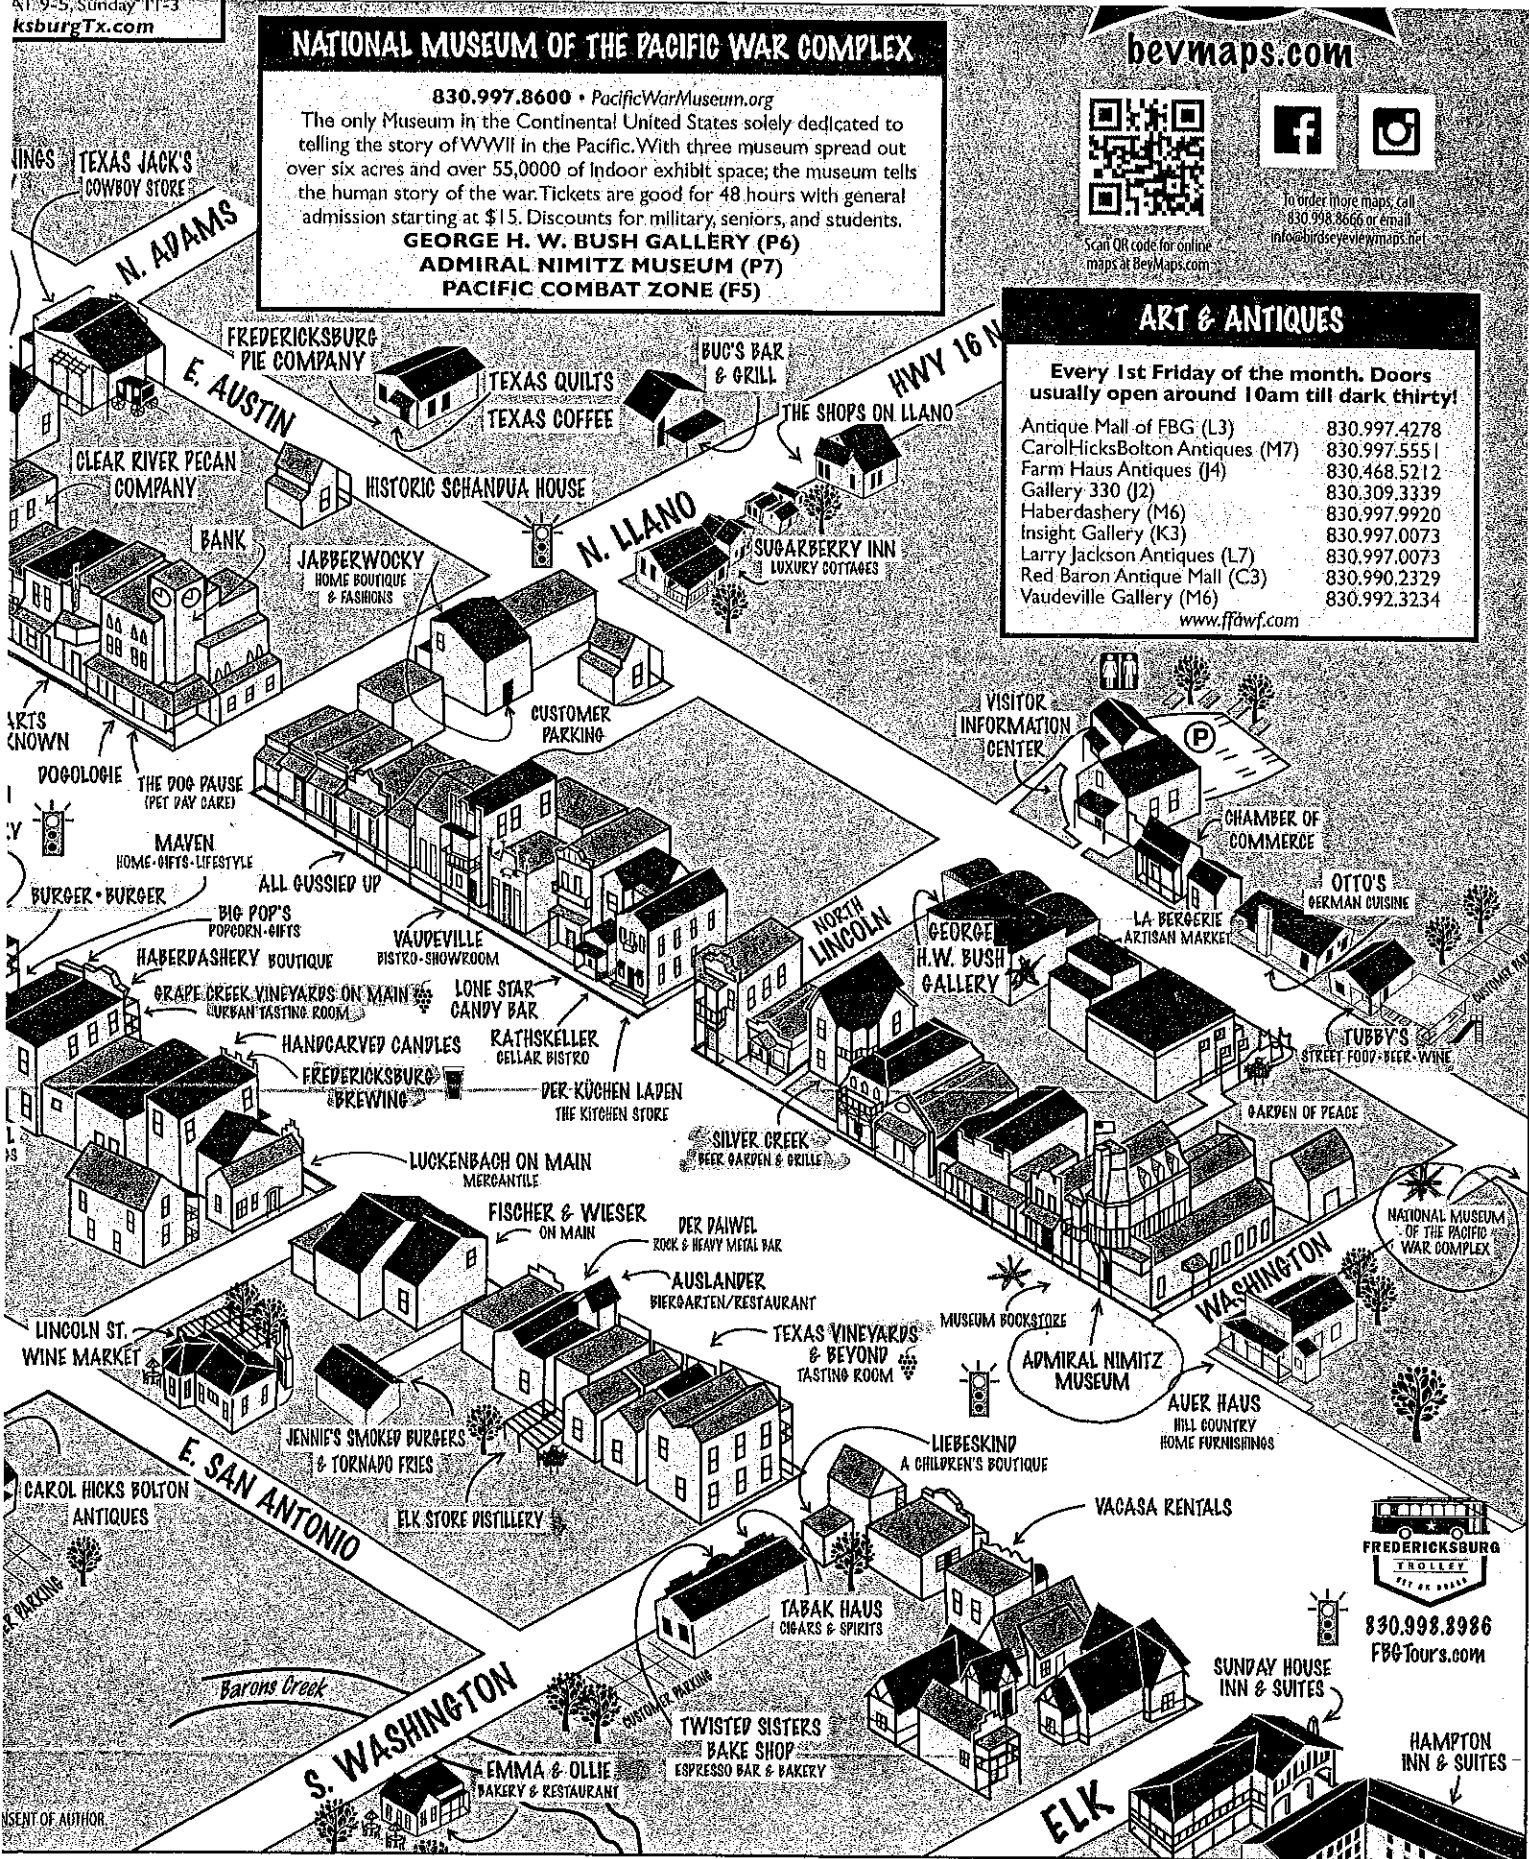 9-5, Sunday 11-3
ksburgTx.com
NATIONAL MUSEUM OF THE PACIFIC WAR COMPLEX
830.997.8600 • PacificWarMuseum.org
The only Museum in the Continental United States solely dedicated to
telling the story of WWII in the Pacific. With three museum spread out
over six acres and over 55,0000 of indoor exhibit space; the museum tells
the human story of the war. Tickets are good for 48 hours with general
admission starting at $15. Discounts for military, seniors, and students.
GEORGE H. W. BUSH GALLERY (P6)
ADMIRAL NIMITZ MUSEUM (P7)
PACIFIC COMBAT ZONE (F5)
bevmaps.com
Scan QR code for online
maps at BevMaps.com
To order more maps, call
830.998.8666 or email
info@birdseyeviewmaps.net
ART & ANTIQUES
Every 1st Friday of the month. Doors
usually open around 10am till dark thirty!
Antique Mall of FBG (L3) 830.997.4278
CarolHicksBolton Antiques (M7) 830.997.5551
Farm Haus Antiques (J4) 830.468.5212
Gallery 330 (J2) 830.309.3339
Haberdashery (M6) 830.997.9920
Insight Gallery (K3) 830.997.0073
Larry Jackson Antiques (L7) 830.997.0073
Red Baron Antique Mall (C3) 830.990.2329
Vaudeville Gallery (M6) 830.992.3234
www.ffawf.com
INGS
TEXAS JACK'S
COWBOY STORE
N. ADAMS
E. AUSTIN
FREDERICKSBURG
PIE COMPANY
TEXAS QUILTS
TEXAS COFFEE
BUC'S BAR
& GRILL
HWY 16 N
THE SHOPS ON LLANO
CLEAR RIVER PECAN
COMPANY
HISTORIC SCHANDUA HOUSE
N. LLANO
BANK
JABBERWOCKY
HOME BOUTIQUE
& FASHIONS
SUGARBERRY INN
LUXURY COTTAGES
CUSTOMER
PARKING
VISITOR
INFORMATION
CENTER
P
ARTS
KNOWN
DOGOLOGIE
THE DOG PAUSE
(PET DAY CARE)
CHAMBER OF
COMMERCE
MAVEN
HOME•GIFTS•LIFESTYLE
ALL GUSSIED UP
BURGER•BURGER
BIG POP'S
POPCORN•GIFTS
HABERDASHERY BOUTIQUE
GRAPE CREEK VINEYARDS ON MAIN
URBAN TASTING ROOM
VAUDEVILLE
BISTRO•SHOWROOM
LONE STAR
CANDY BAR
RATHSKELLER
CELLAR BISTRO
DER KÜCHEN LADEN
THE KITCHEN STORE
NORTH
LINCOLN
GEORGE
H.W. BUSH
GALLERY
LA BERGERIE
ARTISAN MARKET
OTTO'S
GERMAN CUISINE
TUBBY'S
STREET FOOD•BEER•WINE
HANDCARVED CANDLES
FREDERICKSBURG
BREWING
GARDEN OF PEACE
SILVER CREEK
BEER GARDEN & GRILLE
LUCKENBACH ON MAIN
MERCANTILE
FISCHER & WIESER
ON MAIN
DER DAIWEL
ROCK & HEAVY METAL BAR
AUSLANDER
BIERGARTEN/RESTAURANT
NATIONAL MUSEUM
OF THE PACIFIC
WAR COMPLEX
WASHINGTON
MUSEUM BOOKSTORE
ADMIRAL NIMITZ
MUSEUM
LINCOLN ST.
WINE MARKET
TEXAS VINEYARDS
& BEYOND
TASTING ROOM
AUER HAUS
HILL COUNTRY
HOME FURNISHINGS
JENNIE'S SMOKED BURGERS
& TORNADO FRIES
LIEBESKIND
A CHILDREN'S BOUTIQUE
E. SAN ANTONIO
CAROL HICKS BOLTON
ANTIQUES
ELK STORE DISTILLERY
VACASA RENTALS
FREDERICKSBURG
TROLLEY
830.998.8986
FBGTours.com
TABAK HAUS
CIGARS & SPIRITS
PARKING
Barons Creek
S. WASHINGTON
CUSTOMER PARKING
TWISTED SISTERS
BAKE SHOP
ESPRESSO BAR & BAKERY
SUNDAY HOUSE
INN & SUITES
HAMPTON
INN & SUITES
EMMA & OLLIE
BAKERY & RESTAURANT
ELK
NSENT OF AUTHOR